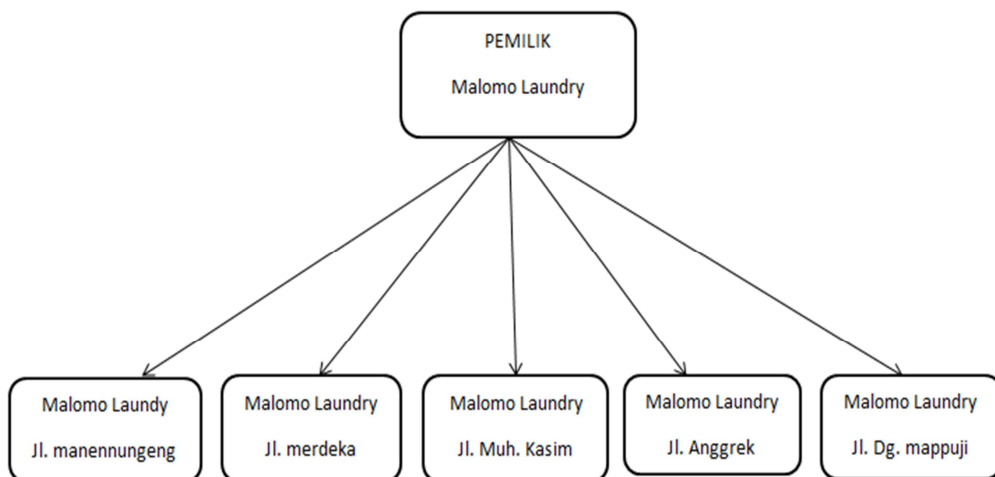 PEMILIK
Malomo Laundry
Malomo Laundy
Jl. manennungeng
Malomo Laundry
Jl. merdeka
Malomo Laundry
Jl. Muh. Kasim
Malomo Laundry
Jl. Anggrek
Malomo Laundry
Jl. Dg. mappuji